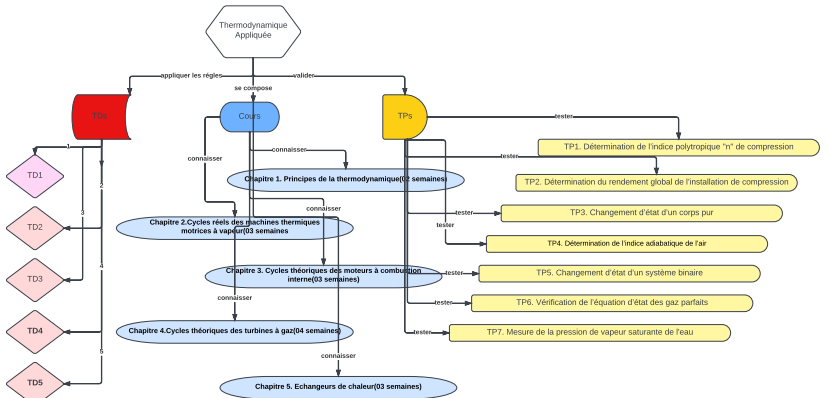 Thermodynamique
Appliquée
appliquer les régles
valider
se compose
TDs
Cours
TPs
tester
1
connaisser
TP1. Détermination de l'indice polytropique "n" de compression
connaisser
tester
TD1
2
Chapitre 1. Principes de la thermodynamique(02 semaines)
TP2. Détermination du rendement global de l'installation de compression
3
connaisser
tester
TP3. Changement d'état d'un corps pur
TD2
Chapitre 2.Cycles réels des machines thermiques
motrices à vapeur(03 semaines
tester
TP4. Détermination de l'indice adiabatique de l'air
4
TD3
Chapitre 3. Cycles théoriques des moteurs à combustion
interne(03 semaines)
tester
TP5. Changement d'état d'un système binaire
connaisser
tester
TP6. Vérification de l'équation d'état des gaz parfaits
TD4
Chapitre 4.Cycles théoriques des turbines à gaz(04 semaines)
tester
TP7. Mesure de la pression de vapeur saturante de l'eau
5
connaisser
TD5
Chapitre 5. Echangeurs de chaleur(03 semaines)